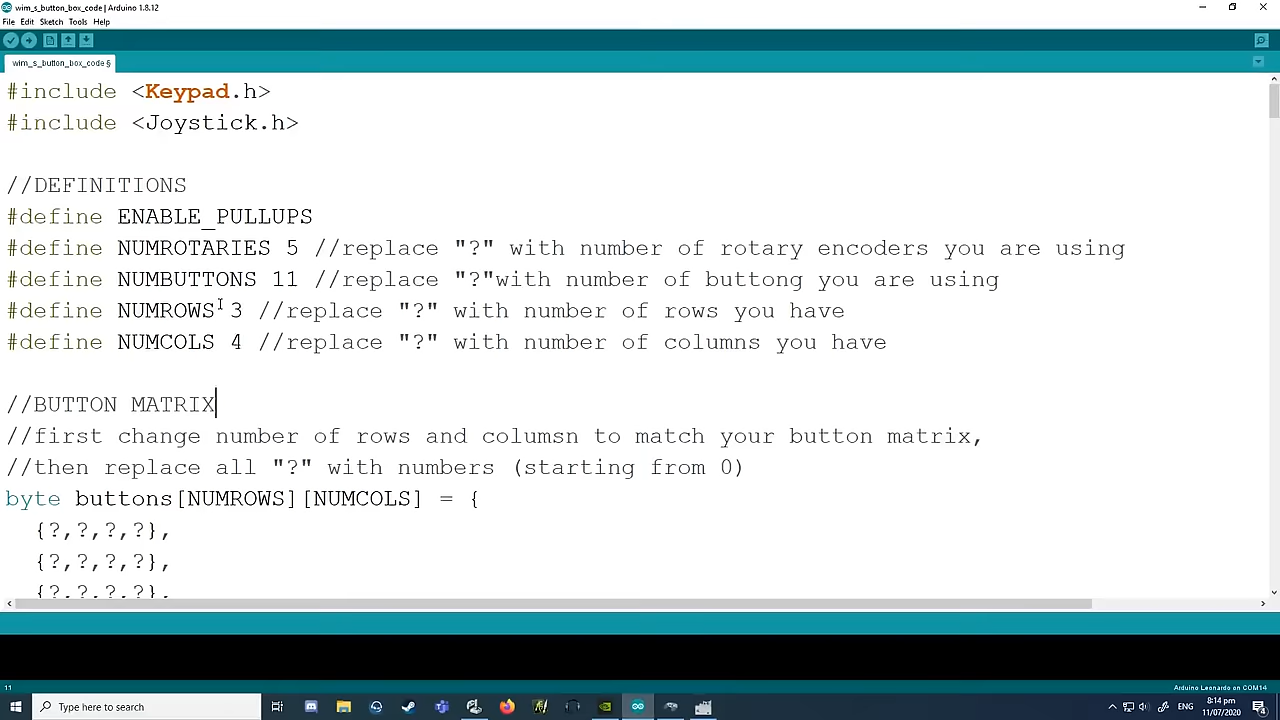 wim_s_button_box_code | Arduino 1.8.12
File Edit Sketch Tools Help
wim_s_button_box_code §
#include <Keypad.h>
#include <Joystick.h>
//DEFINITIONS
#define ENABLE_PULLUPS
#define NUMROTARIES 5 //replace "?" with number of rotary encoders you are using
#define NUMBUTTONS 11 //replace "?"with number of buttong you are using
#define NUMROWS 3 //replace "?" with number of rows you have
#define NUMCOLS 4 //replace "?" with number of columns you have
//BUTTON MATRIX
//first change number of rows and columsn to match your button matrix,
//then replace all "?" with numbers (starting from 0)
byte buttons[NUMROWS][NUMCOLS] = {
{?,?,?,?},
{?,?,?,?},
{?,?,?,?},
11
Arduino Leonardo on COM14
Type here to search
ENG
8:14 pm
11/07/2020